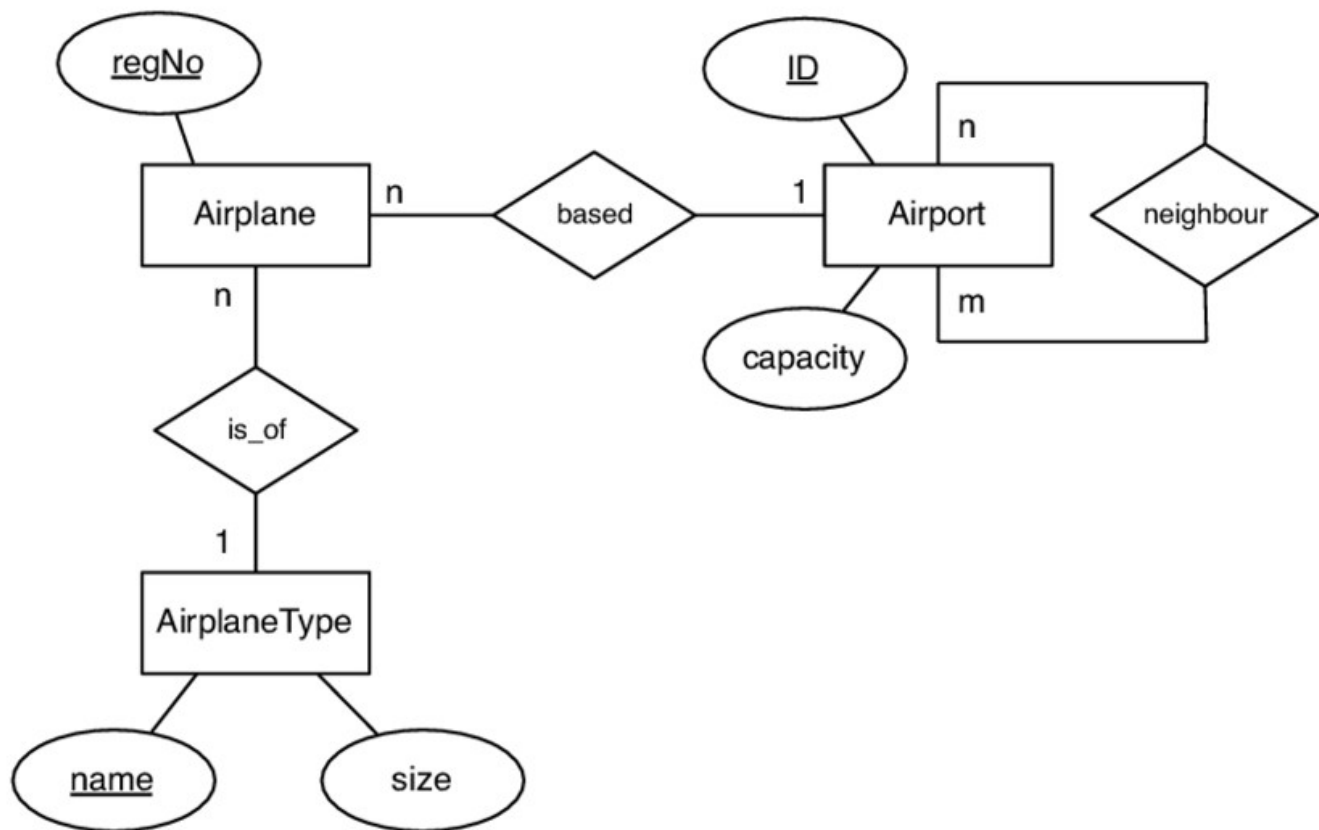 regNo
ID
n
Airplane
n
based
1
Airport
neighbour
n
m
capacity
is_of
1
AirplaneType
name
size